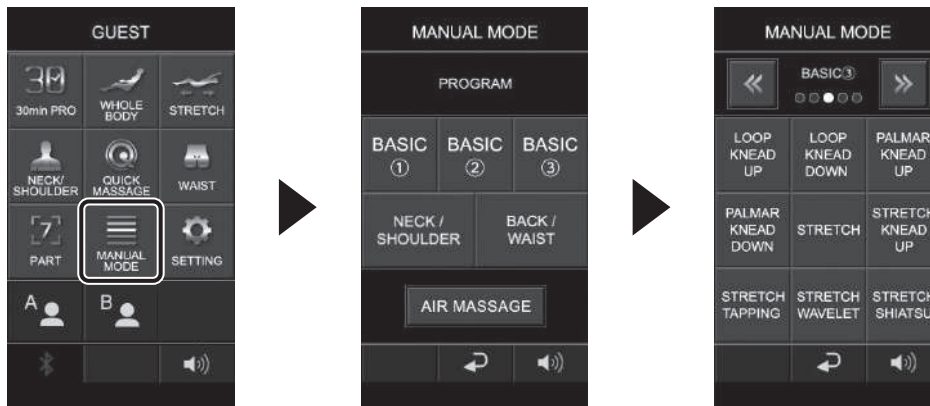 GUEST
30
30min PRO
WHOLE
BODY
STRETCH
NECK/
SHOULDER
QUICK
MASSAGE
WAIST
7
PART
MANUAL
MODE
SETTING
A
B
MANUAL MODE
PROGRAM
BASIC
①
BASIC
②
BASIC
③
NECK /
SHOULDER
BACK /
WAIST
AIR MASSAGE
MANUAL MODE
BASIC③
LOOP
KNEAD
UP
LOOP
KNEAD
DOWN
PALMAR
KNEAD
UP
PALMAR
KNEAD
DOWN
STRETCH
STRETCH
KNEAD
UP
STRETCH
TAPPING
STRETCH
WAVELET
STRETCH
SHIATSU